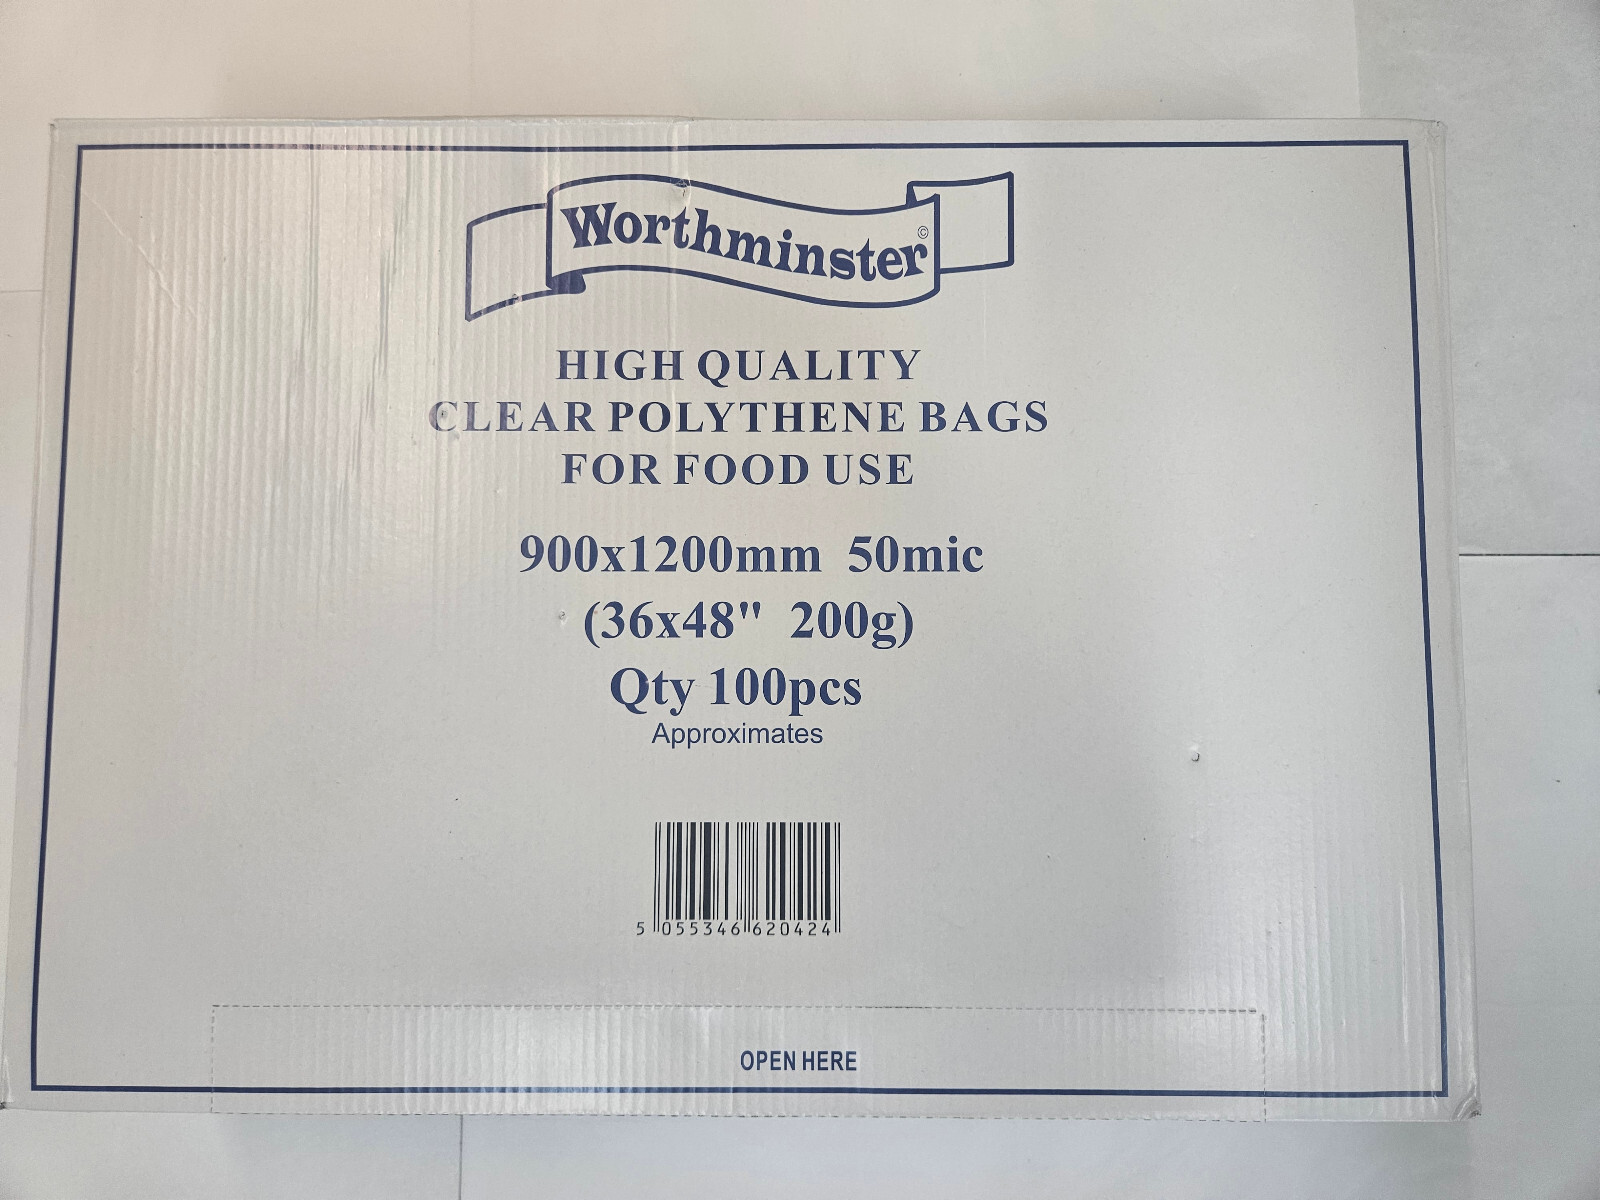 Worthminster©
HIGH QUALITY
CLEAR POLYTHENE BAGS
FOR FOOD USE
900x1200mm 50mic
(36x48" 200g)
Qty 100pcs
Approximates
5 055346 620424
OPEN HERE